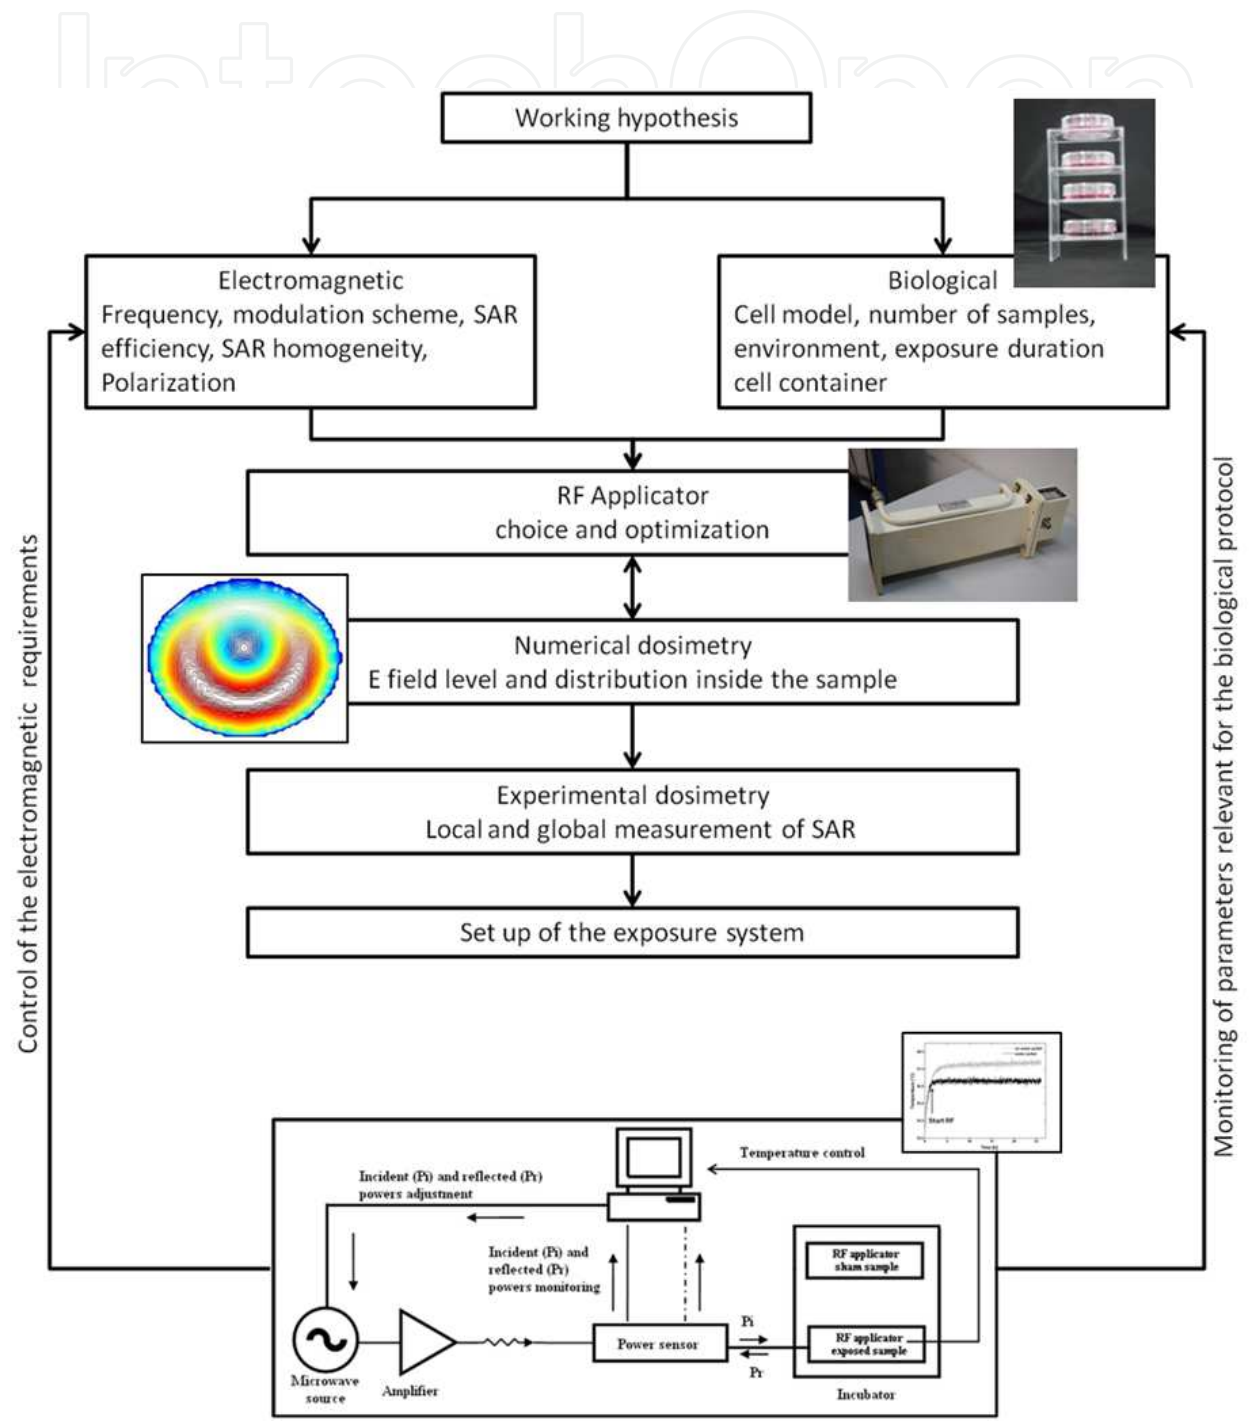 IntechOpen
Working hypothesis
Electromagnetic
Frequency, modulation scheme, SAR
efficiency, SAR homogeneity,
Polarization
Biological
Cell model, number of samples,
environment, exposure duration
cell container
RF Applicator
choice and optimization
Numerical dosimetry
E field level and distribution inside the sample
Experimental dosimetry
Local and global measurement of SAR
Set up of the exposure system
Control of the electromagnetic requirements
Monitoring of parameters relevant for the biological protocol
Start RF
Temperature control
Incident (Pi) and reflected (Pr)
powers adjustment
Incident (Pi) and
reflected (Pr)
powers monitoring
RF applicator
sham sample
Pi
Power sensor
RF applicator
exposed sample
Pr
Microwave
source
Amplifier
Incubator